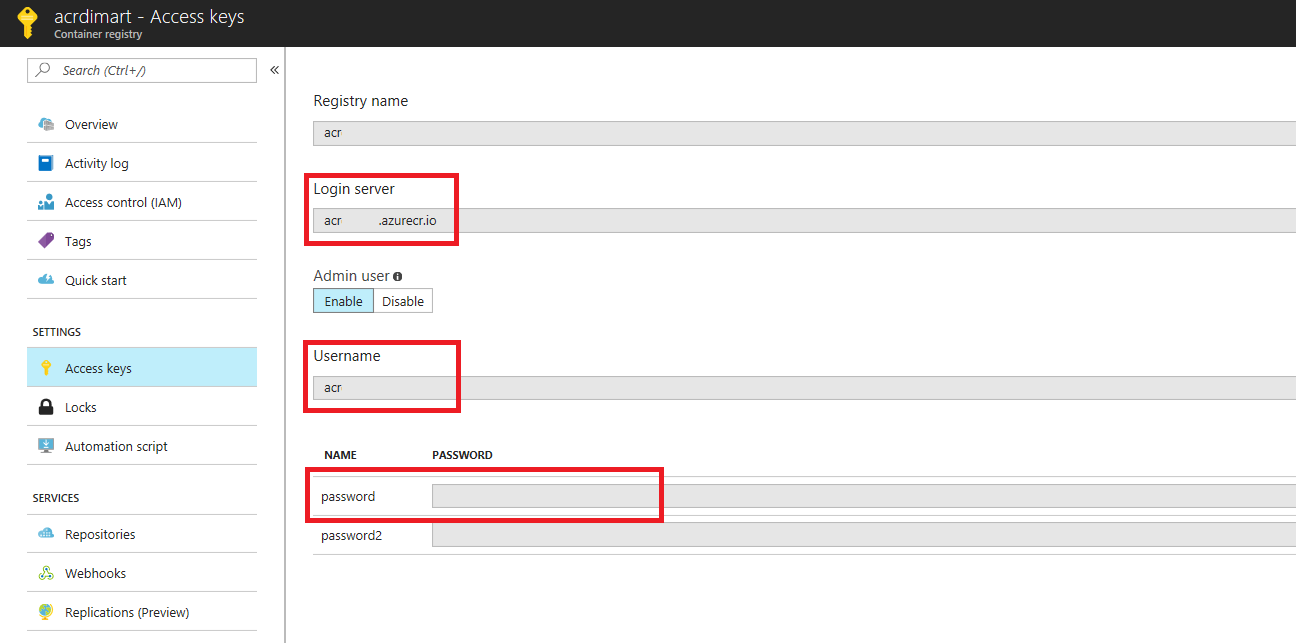 acrdimart - Access keys
Container registry
Search (Ctrl+/)
Overview
Activity log
Access control (IAM)
Tags
Quick start
SETTINGS
Access keys
Locks
Automation script
SERVICES
Repositories
Webhooks
Replications (Preview)
Registry name
acr
Login server
acr .azurecr.io
Admin user
Enable Disable
Username
acr
NAME PASSWORD
password
password2